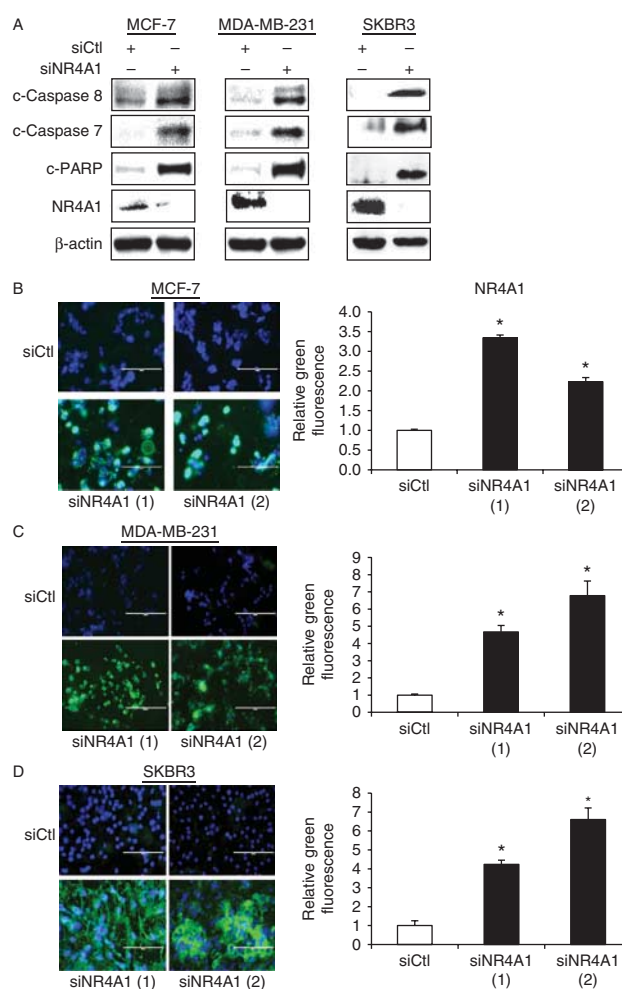 A
MCF-7 MDA-MB-231 SKBR3
siCtl + – + – + –
siNR4A1 – + – + – +
c-Caspase 8
c-Caspase 7
c-PARP
NR4A1
β-actin
B
MCF-7
siCtl
siNR4A1 (1) siNR4A1 (2)
NR4A1
Relative green
fluorescence
4.0
3.5
3.0
2.5
2.0
1.5
1.0
0.5
0.0
*
*
siCtl siNR4A1 siNR4A1
(1) (2)
C
MDA-MB-231
siCtl
siNR4A1 (1) siNR4A1 (2)
Relative green
fluorescence
9
8
7
6
5
4
3
2
1
0
*
*
siCtl siNR4A1 siNR4A1
(1) (2)
D
SKBR3
siCtl
siNR4A1 (1) siNR4A1 (2)
Relative green
fluorescence
8
7
6
5
4
3
2
1
0
*
*
siCtl siNR4A1 siNR4A1
(1) (2)